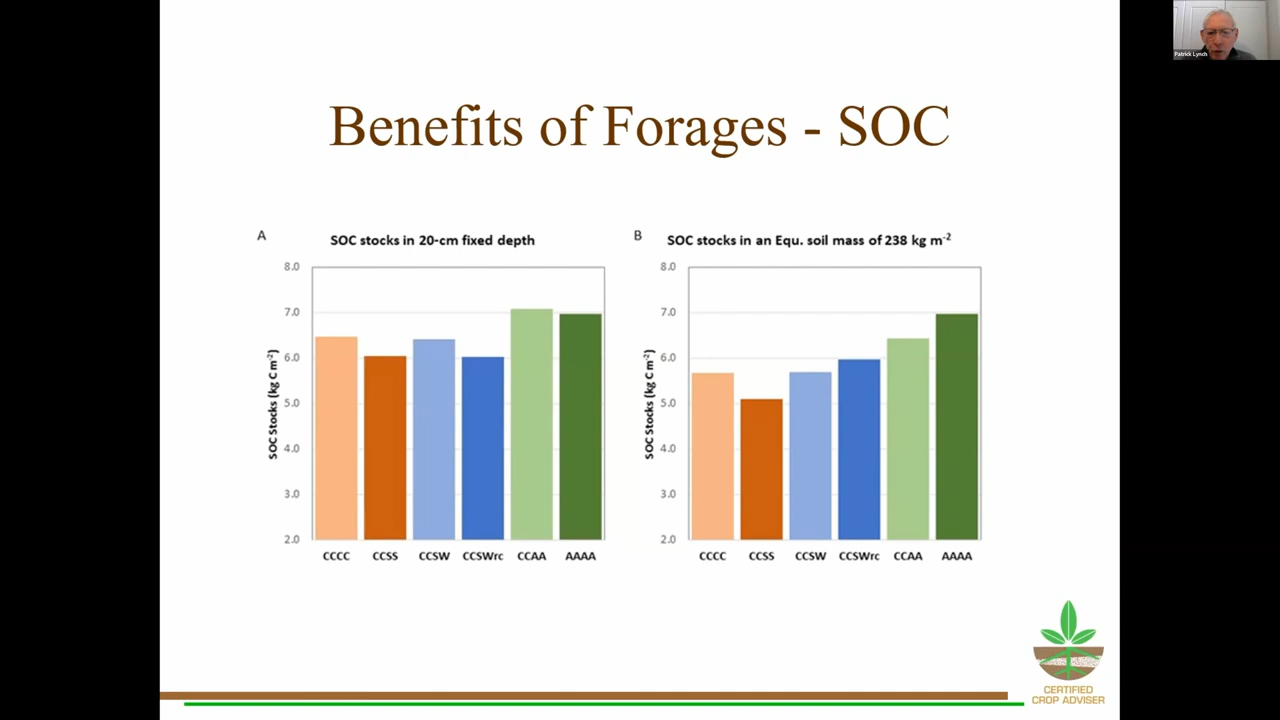 Patrick Lynch
Benefits of Forages - SOC
A
SOC stocks in 20-cm fixed depth
SOC Stocks (kg C m⁻²)
8.0
7.0
6.0
5.0
4.0
3.0
2.0
CCCC CCSS CCSW CCSWrc CCAA AAAA
B
SOC stocks in an Equ. soil mass of 238 kg m⁻²
SOC Stocks (kg C m⁻²)
8.0
7.0
6.0
5.0
4.0
3.0
2.0
CCCC CCSS CCSW CCSWrc CCAA AAAA
CERTIFIED
CROP ADVISER